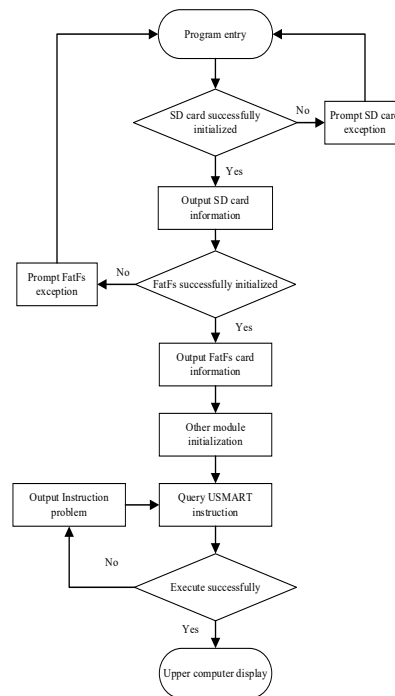 Program entry
SD card successfully
initialized
No
Prompt SD card
exception
Yes
Output SD card
information
Prompt FatFs
exception
No
FatFs successfully initialized
Yes
Output FatFs card
information
Other module
initialization
Output Instruction
problem
Query USMART
instruction
No
Execute successfully
Yes
Upper computer display